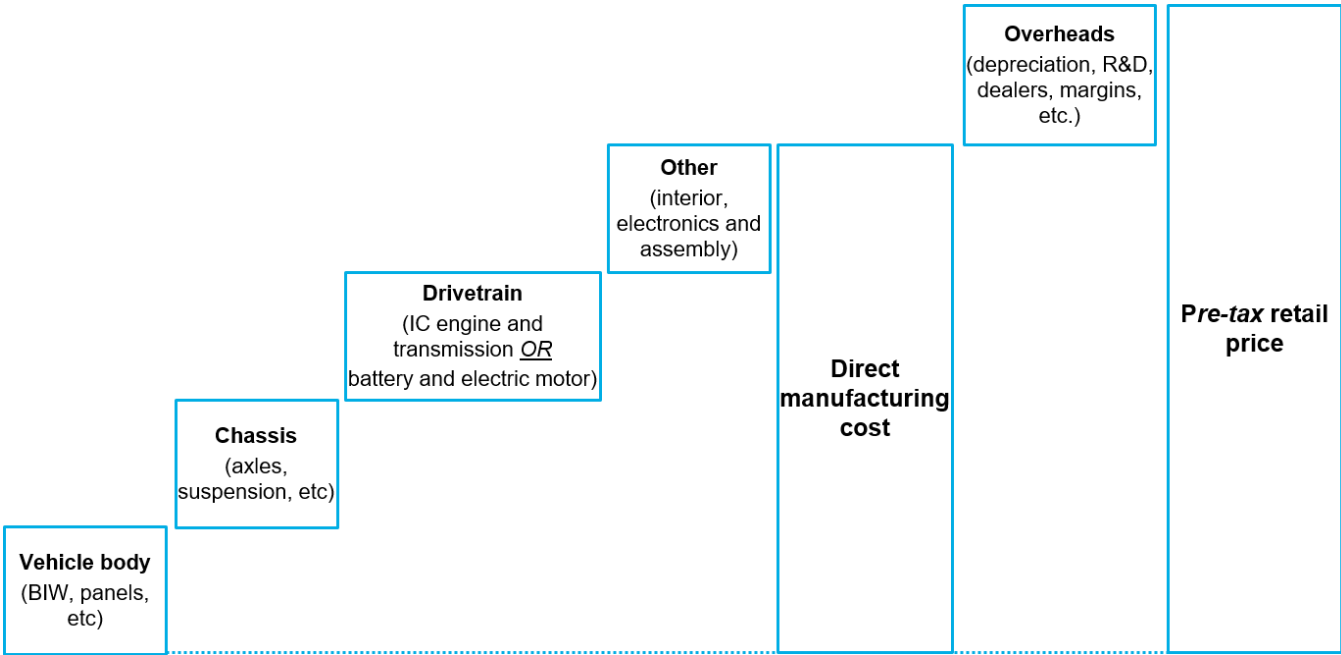 Overheads
(depreciation, R&D,
dealers, margins,
etc.)
Other
(interior,
electronics and
assembly)
Drivetrain
(IC engine and
transmission OR
battery and electric motor)
Pre-tax retail
price
Direct
manufacturing
cost
Chassis
(axles,
suspension, etc)
Vehicle body
(BIW, panels,
etc)